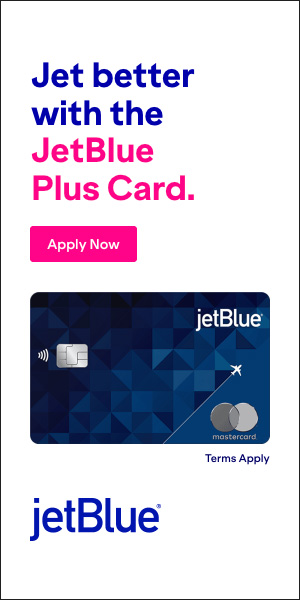 Jet better
with the
JetBlue
Plus Card.
Apply Now
jetBlue®
mastercard
Terms Apply
jetBlue®